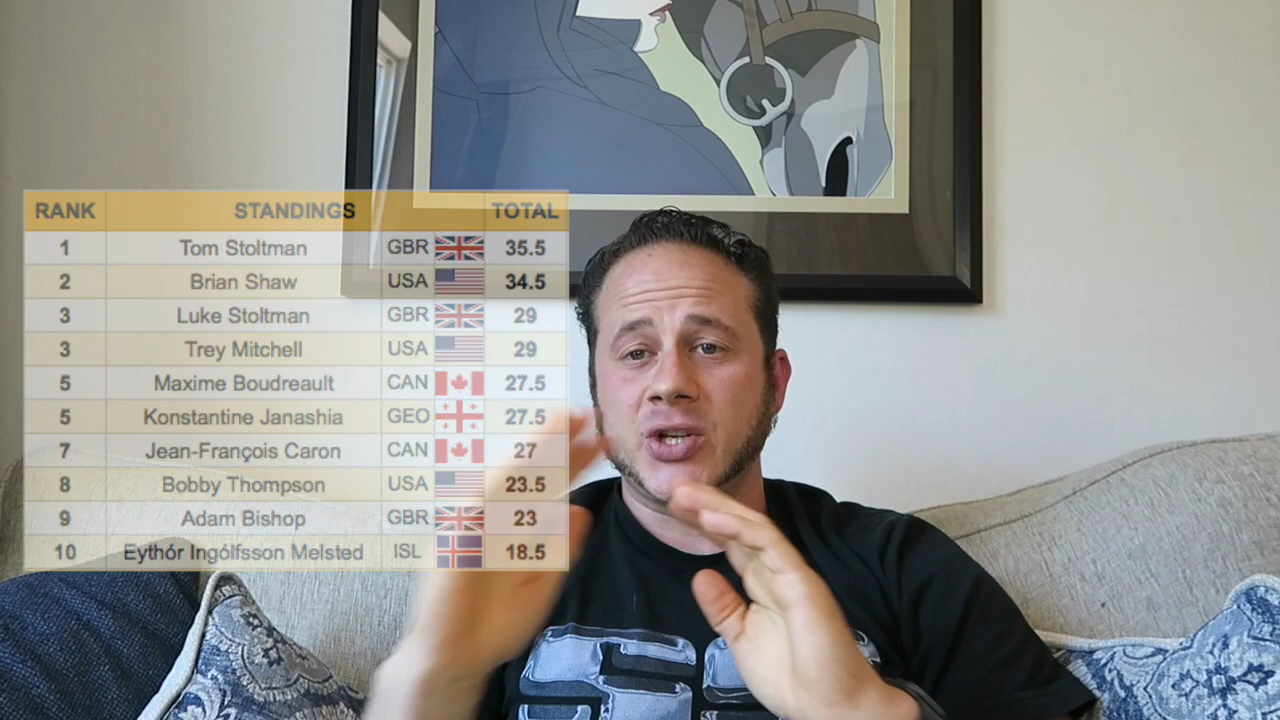 RANK STANDINGS TOTAL
1 Tom Stoltman GBR 35.5
2 Brian Shaw USA 34.5
3 Luke Stoltman GBR 29
3 Trey Mitchell USA 29
5 Maxime Boudreault CAN 27.5
5 Konstantine Janashia GEO 27.5
7 Jean-François Caron CAN 27
8 Bobby Thompson USA 23.5
9 Adam Bishop GBR 23
10 Eythór Ingólfsson Melsted ISL 18.5